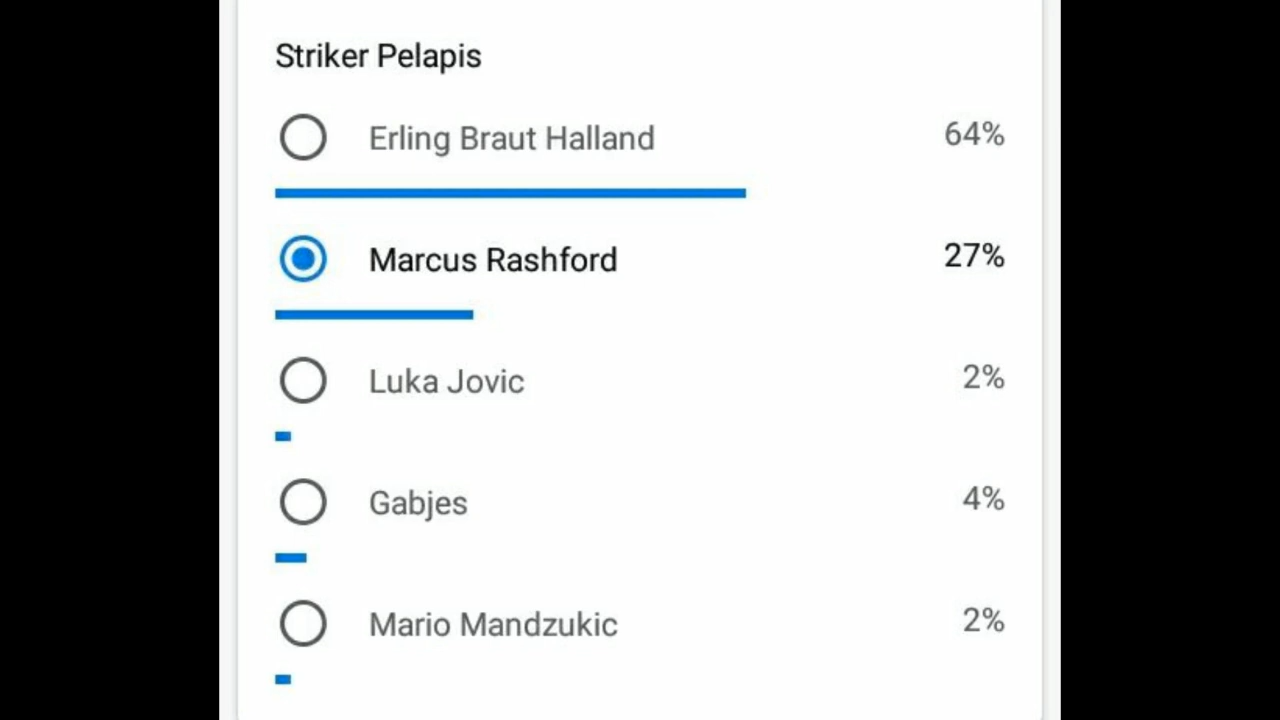 Striker Pelapis
Erling Braut Halland 64%
Marcus Rashford 27%
Luka Jovic 2%
Gabjes 4%
Mario Mandzukic 2%